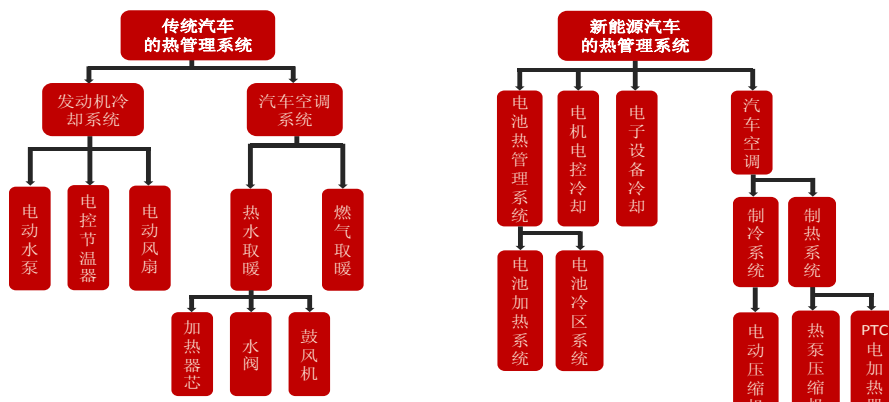 传统汽车
的热管理系统
新能源汽车
的热管理系统
发动机冷
却系统
汽车空调
系统
电池热管理系统
电机电控冷却
电子设备冷却
汽车空调
电动水泵
电控节温器
电动风扇
热水取暖
燃气取暖
制冷系统
制热系统
电池加热系统
电池冷区系统
加热器芯
水阀
鼓风机
电动压缩机
热泵压缩机
PTC
电加热器